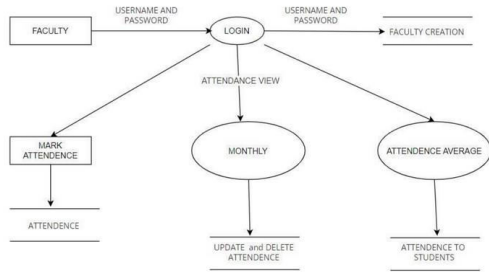 USERNAME AND
PASSWORD
USERNAME AND
PASSWORD
FACULTY
LOGIN
FACULTY CREATION
ATTENDANCE VIEW
MARK
ATTENDENCE
MONTHLY
ATTENDENCE AVERAGE
ATTENDENCE
UPDATE and DELETE
ATTENDENCE
ATTENDENCE TO
STUDENTS